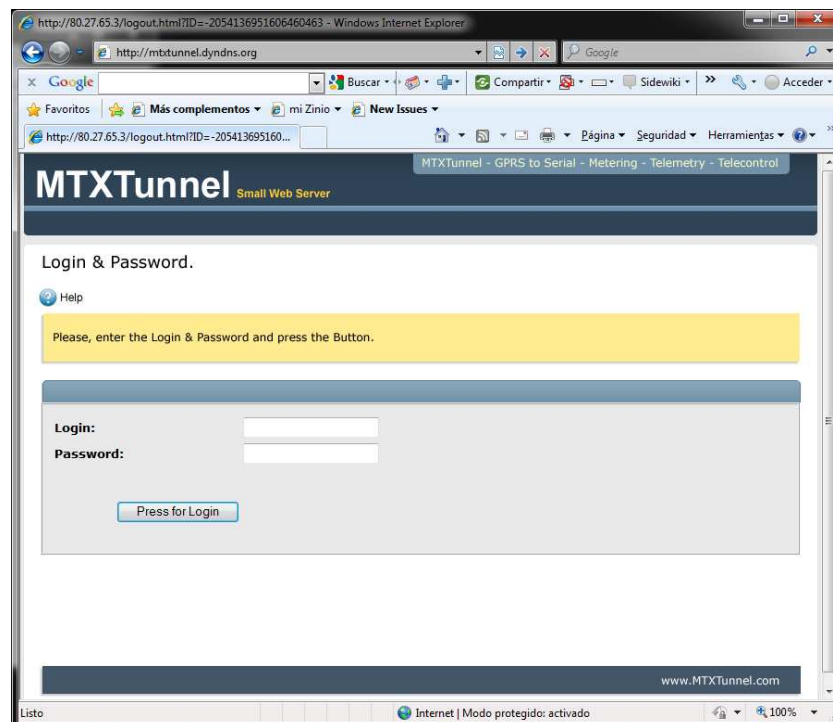 http://80.27.65.3/logout.html?ID=-2054136951606460463 - Windows Internet Explorer
http://mtxtunnel.dyndns.org
Google
x Google
Buscar
Compartir
Sidewiki
»
Acceder
Favoritos
Más complementos
mi Zinio
New Issues
http://80.27.65.3/logout.html?ID=-205413695160...
Página
Seguridad
Herramientas
»
MTXTunnel - GPRS to Serial - Metering - Telemetry - Telecontrol
MTXTunnel Small Web Server
Login & Password.
Help
Please, enter the Login & Password and press the Button.
Login:
Password:
Press for Login
www.MTXTunnel.com
Listo
Internet | Modo protegido: activado
100%